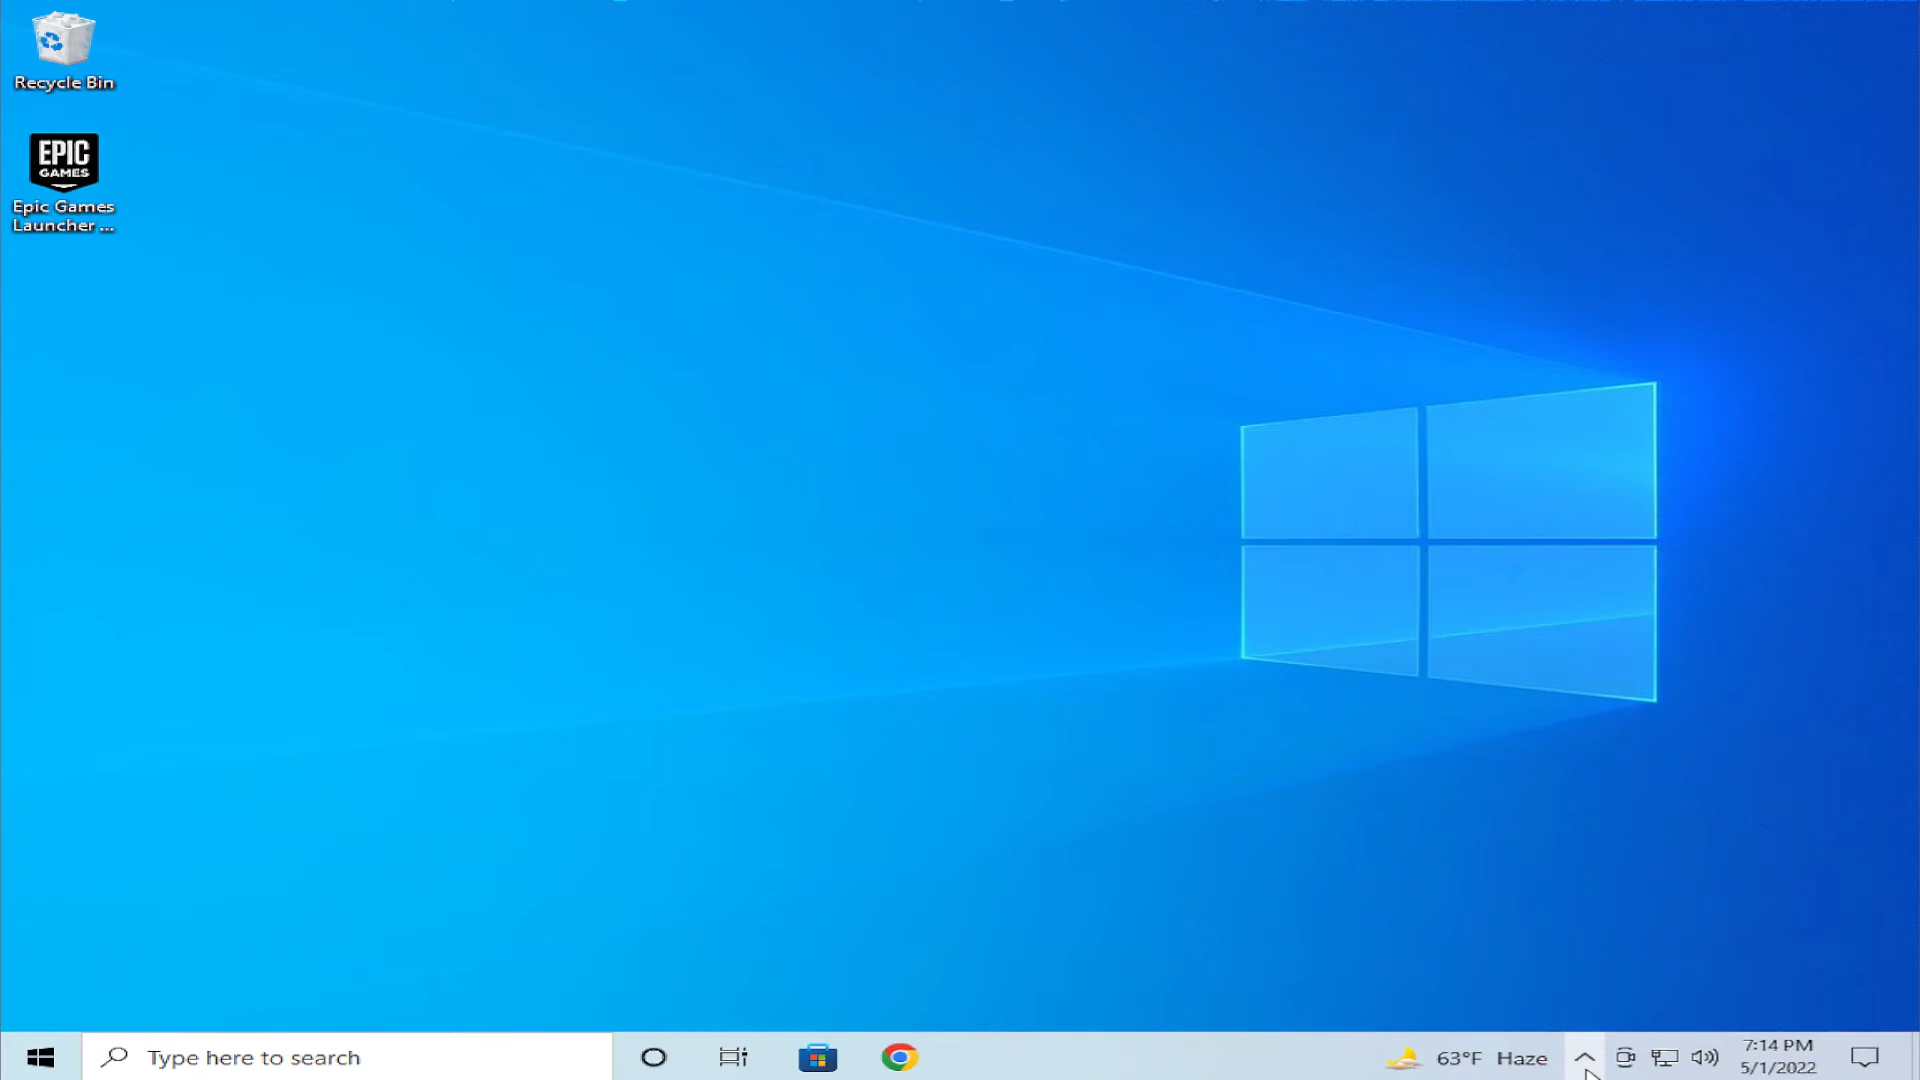 Recycle Bin
EPIC
GAMES
Epic Games
Launcher ...
Type here to search
63°F Haze
7:14 PM
5/1/2022